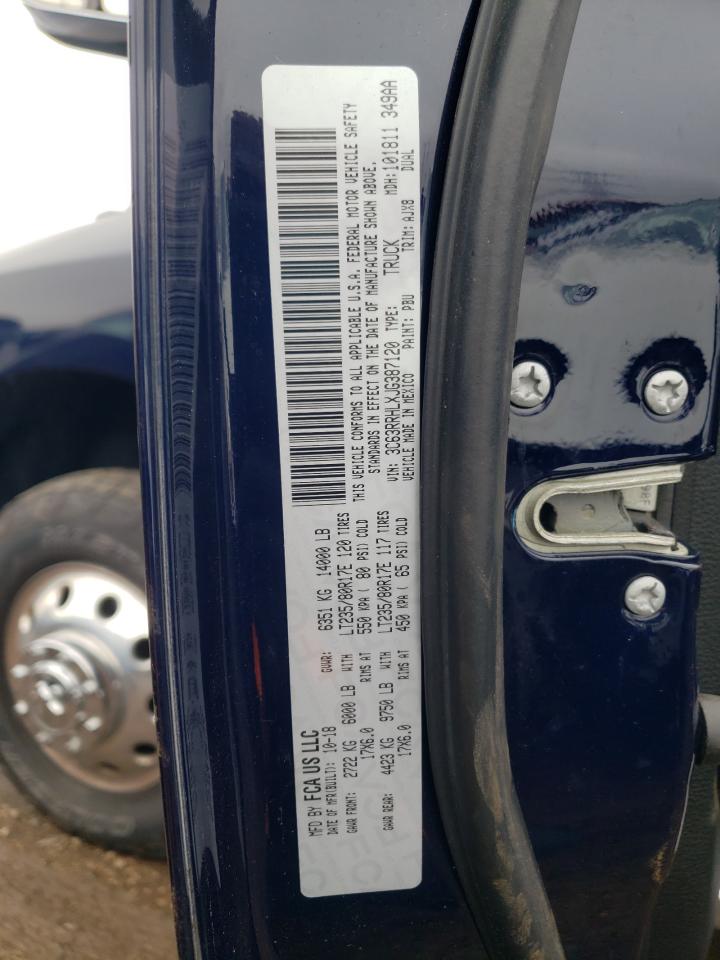 MFD BY FCA US LLC
DATE OF MFR(BUILT): 10-18 GVWR: 6351 KG 14000 LB
GAWR FRONT: 2722 KG 6000 LB WITH LT235/80R17E 120 TIRES
17X6.0 RIMS AT 550 KPA ( 80 PSI) COLD
GAWR REAR: 4423 KG 9750 LB WITH LT235/80R17E 117 TIRES
17X6.0 RIMS AT 450 KPA ( 65 PSI) COLD
THIS VEHICLE CONFORMS TO ALL APPLICABLE U.S.A. FEDERAL MOTOR VEHICLE SAFETY
STANDARDS IN EFFECT ON THE DATE OF MANUFACTURE SHOWN ABOVE.
VIN: 3C63RRHLXJG387120 TYPE: TRUCK MDH:101811 349AA
VEHICLE MADE IN MEXICO PAINT: PBU TRIM: AJX8 DUAL